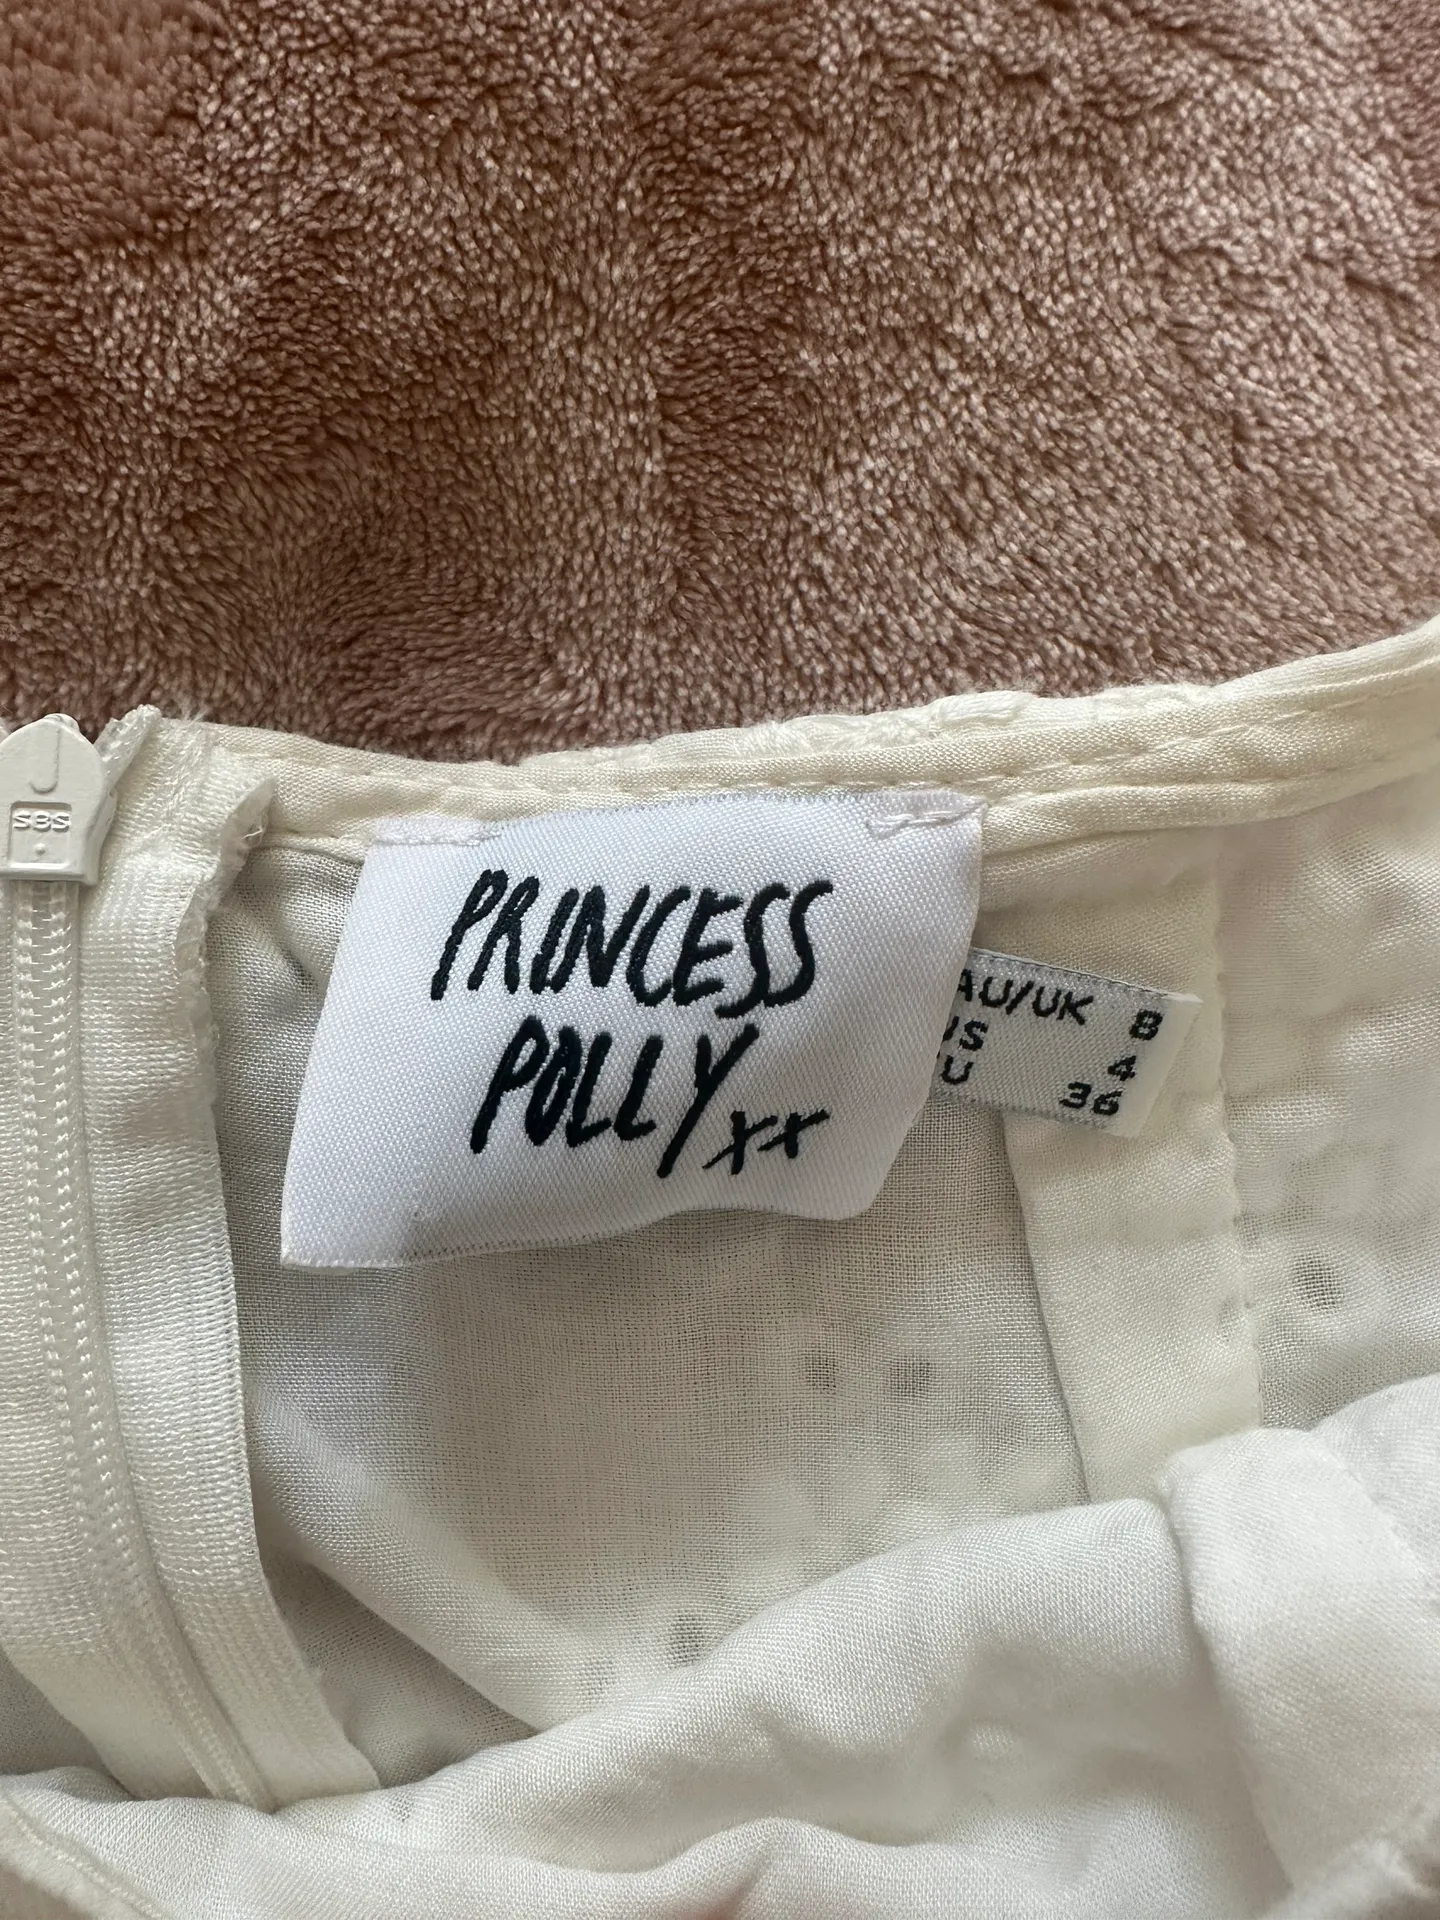 SBS
PRINCESS
POLLY xx
AU/UK 8
US 4
U 36